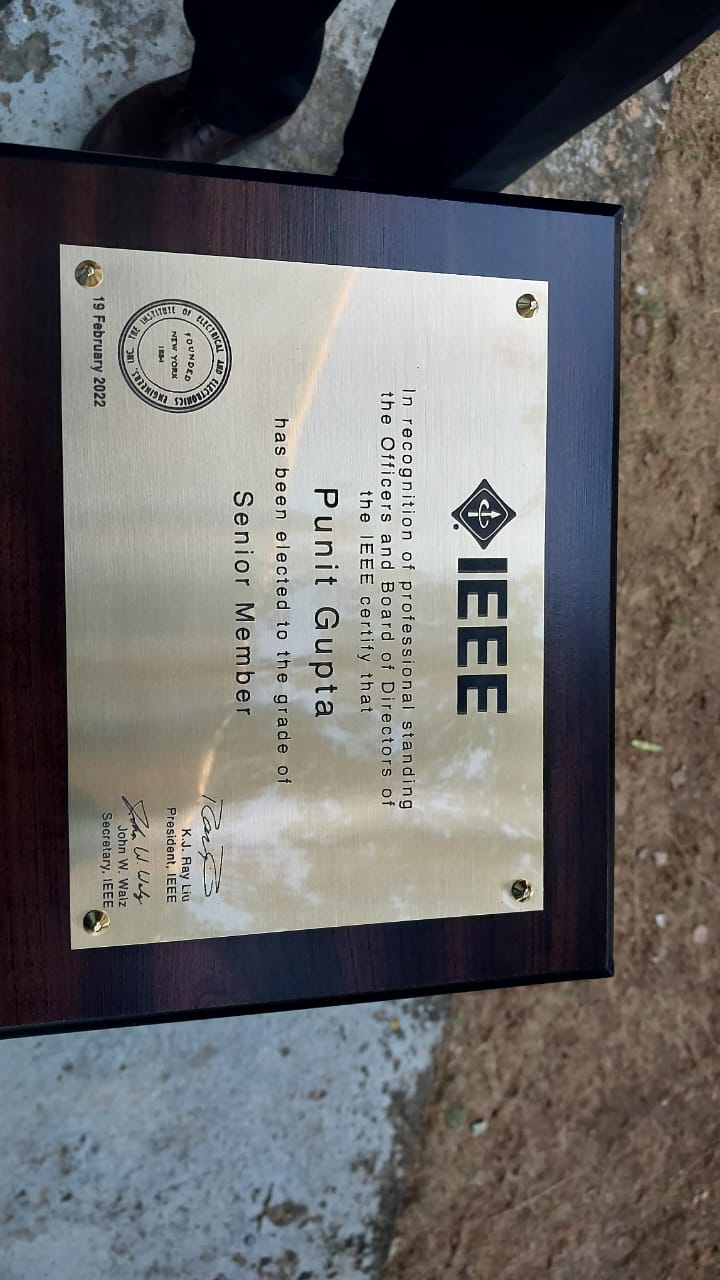 IEEE
In recognition of professional standing
the Officers and Board of Directors of
the IEEE certify that
Punit Gupta
has been elected to the grade of
Senior Member
THE INSTITUTE OF ELECTRICAL AND ELECTRONICS ENGINEERS, INC
FOUNDED
NEW YORK
1884
19 February 2022
K.J. Ray Liu
President, IEEE
John W. Walz
John W. Walz
Secretary, IEEE